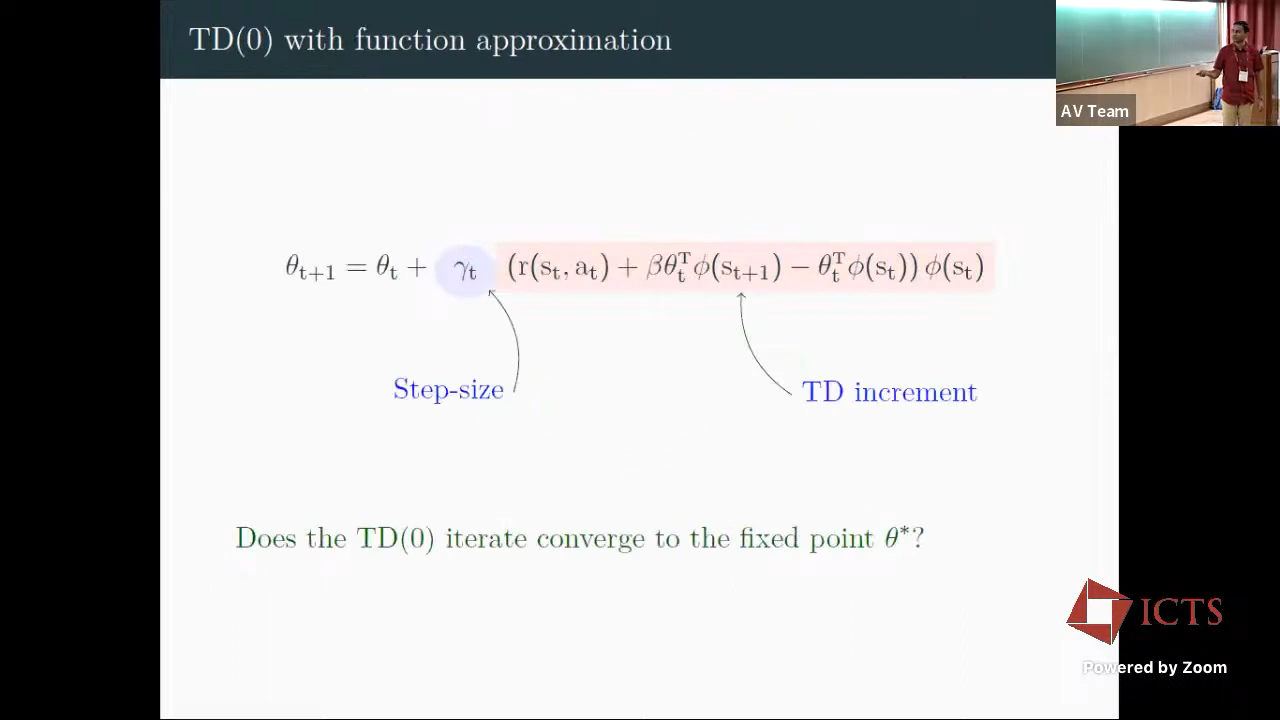 TD(0) with function approximation
AV Team
θ_{t+1} = θ_t + γ_t (r(s_t, a_t) + βθ_t^T ϕ(s_{t+1}) − θ_t^T ϕ(s_t)) ϕ(s_t)
Step-size
TD increment
Does the TD(0) iterate converge to the fixed point θ*?
ICTS
Powered by Zoom